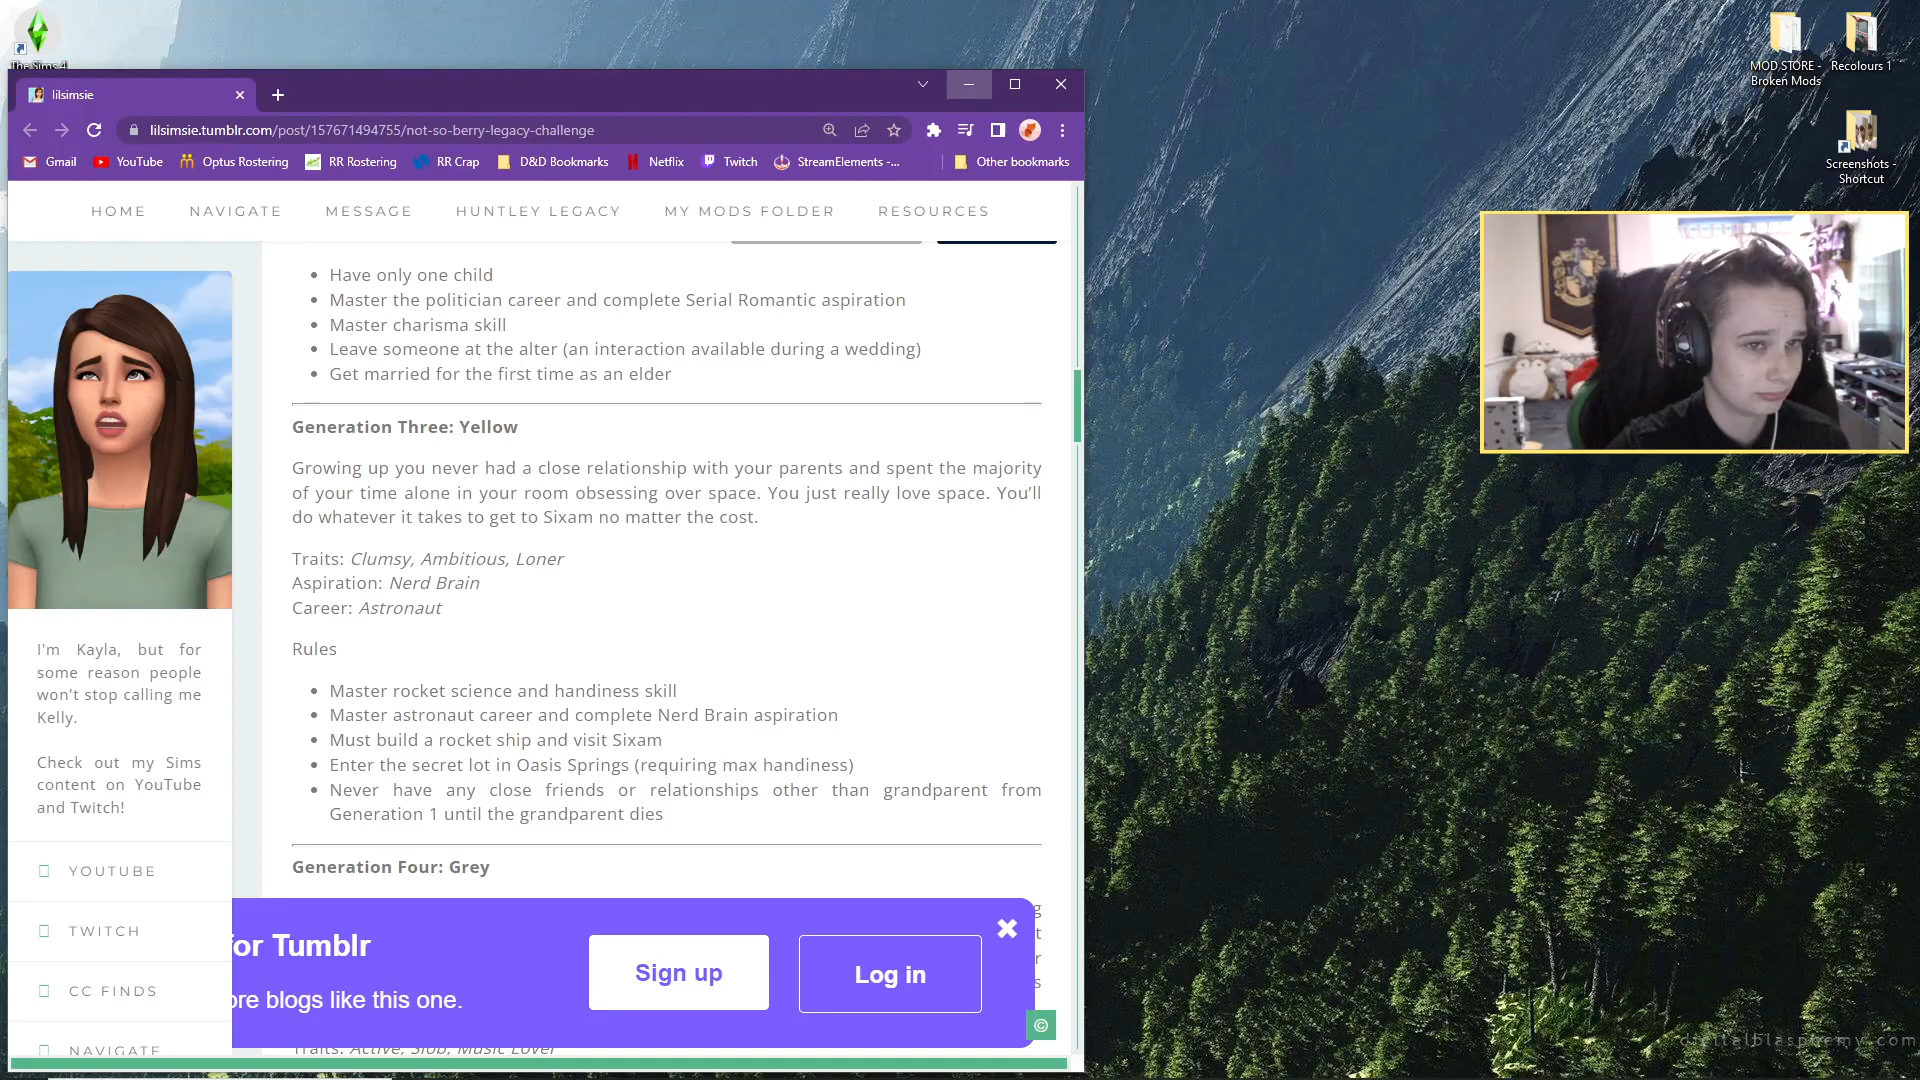 The Sims 4
MOD STORE -
Broken Mods
Recolours 1
Screenshots -
Shortcut
lilsimsie
lilsimsie.tumblr.com/post/157671494755/not-so-berry-legacy-challenge
Gmail YouTube Optus Rostering RR Rostering RR Crap D&D Bookmarks Netflix Twitch StreamElements -... Other bookmarks
HOME NAVIGATE MESSAGE HUNTLEY LEGACY MY MODS FOLDER RESOURCES
• Have only one child
• Master the politician career and complete Serial Romantic aspiration
• Master charisma skill
• Leave someone at the alter (an interaction available during a wedding)
• Get married for the first time as an elder
Generation Three: Yellow
Growing up you never had a close relationship with your parents and spent the majority
of your time alone in your room obsessing over space. You just really love space. You’ll
do whatever it takes to get to Sixam no matter the cost.
Traits: Clumsy, Ambitious, Loner
Aspiration: Nerd Brain
Career: Astronaut
Rules
• Master rocket science and handiness skill
• Master astronaut career and complete Nerd Brain aspiration
• Must build a rocket ship and visit Sixam
• Enter the secret lot in Oasis Springs (requiring max handiness)
• Never have any close friends or relationships other than grandparent from
Generation 1 until the grandparent dies
Generation Four: Grey
for Tumblr
ore blogs like this one.
Sign up
Log in
©
Traits: Active, Slob, Music Lover
I'm Kayla, but for
some reason people
won't stop calling me
Kelly.
Check out my Sims
content on YouTube
and Twitch!
YOUTUBE
TWITCH
CC FINDS
NAVIGATE
digitalblasphemy.com